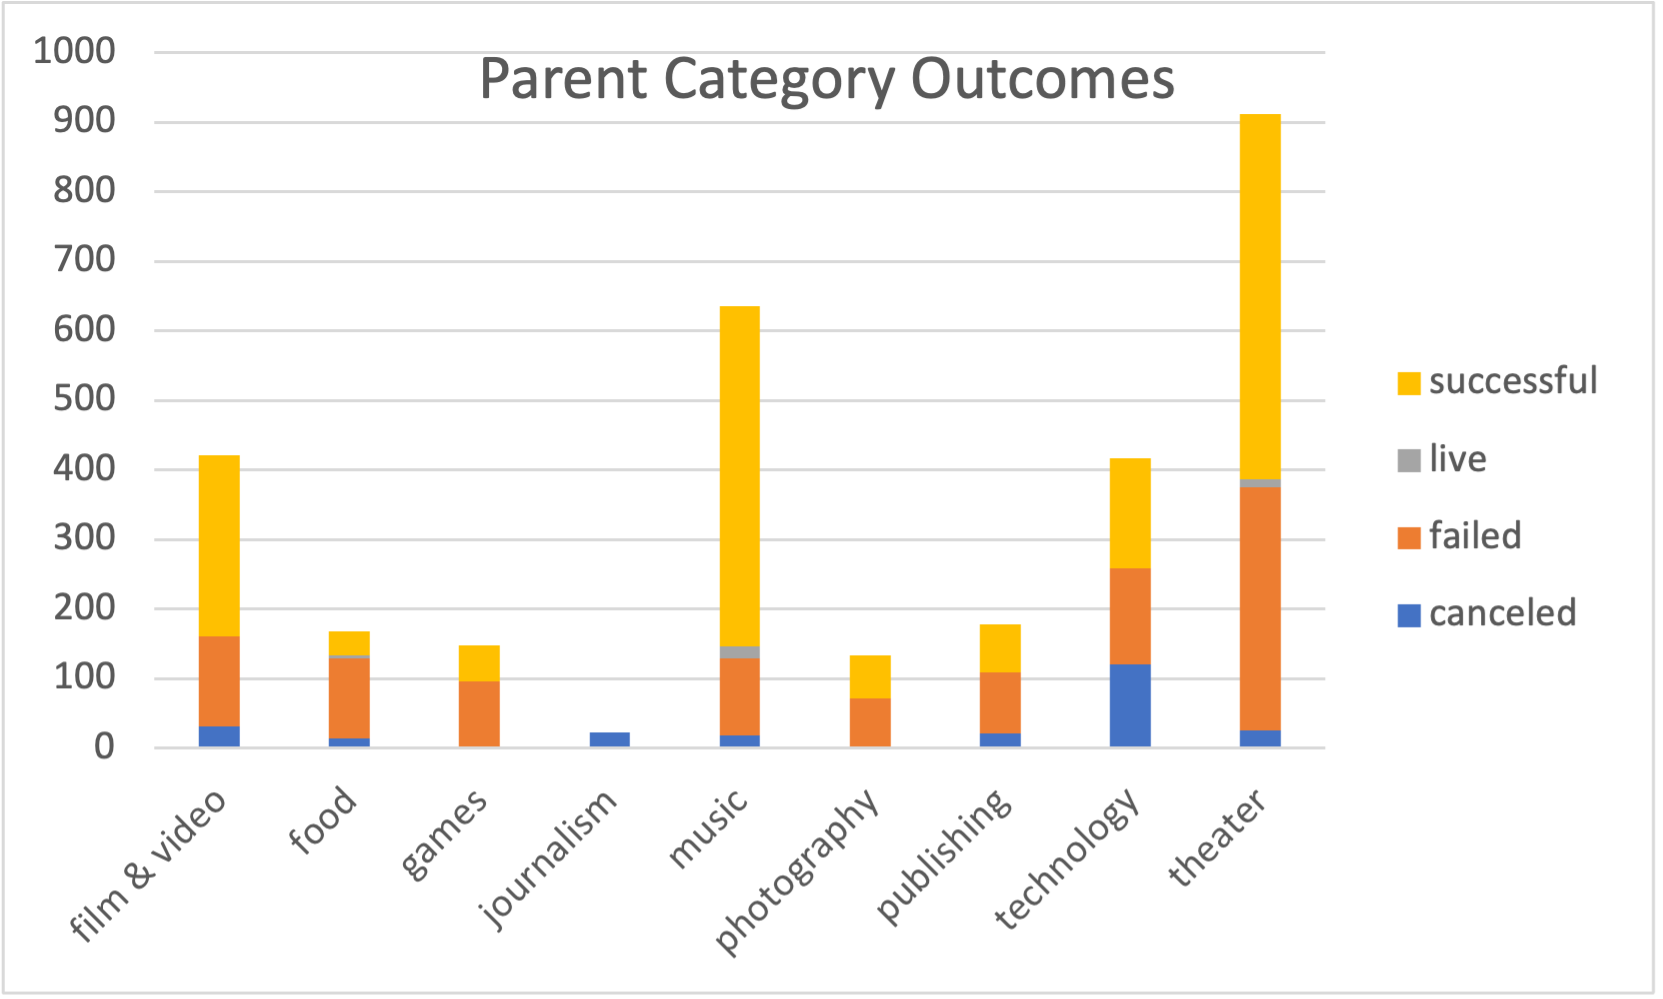 Parent Category Outcomes
1000
900
800
700
600
500
400
300
200
100
0
film & video
food
games
journalism
music
photography
publishing
technology
theater
successful
live
failed
canceled